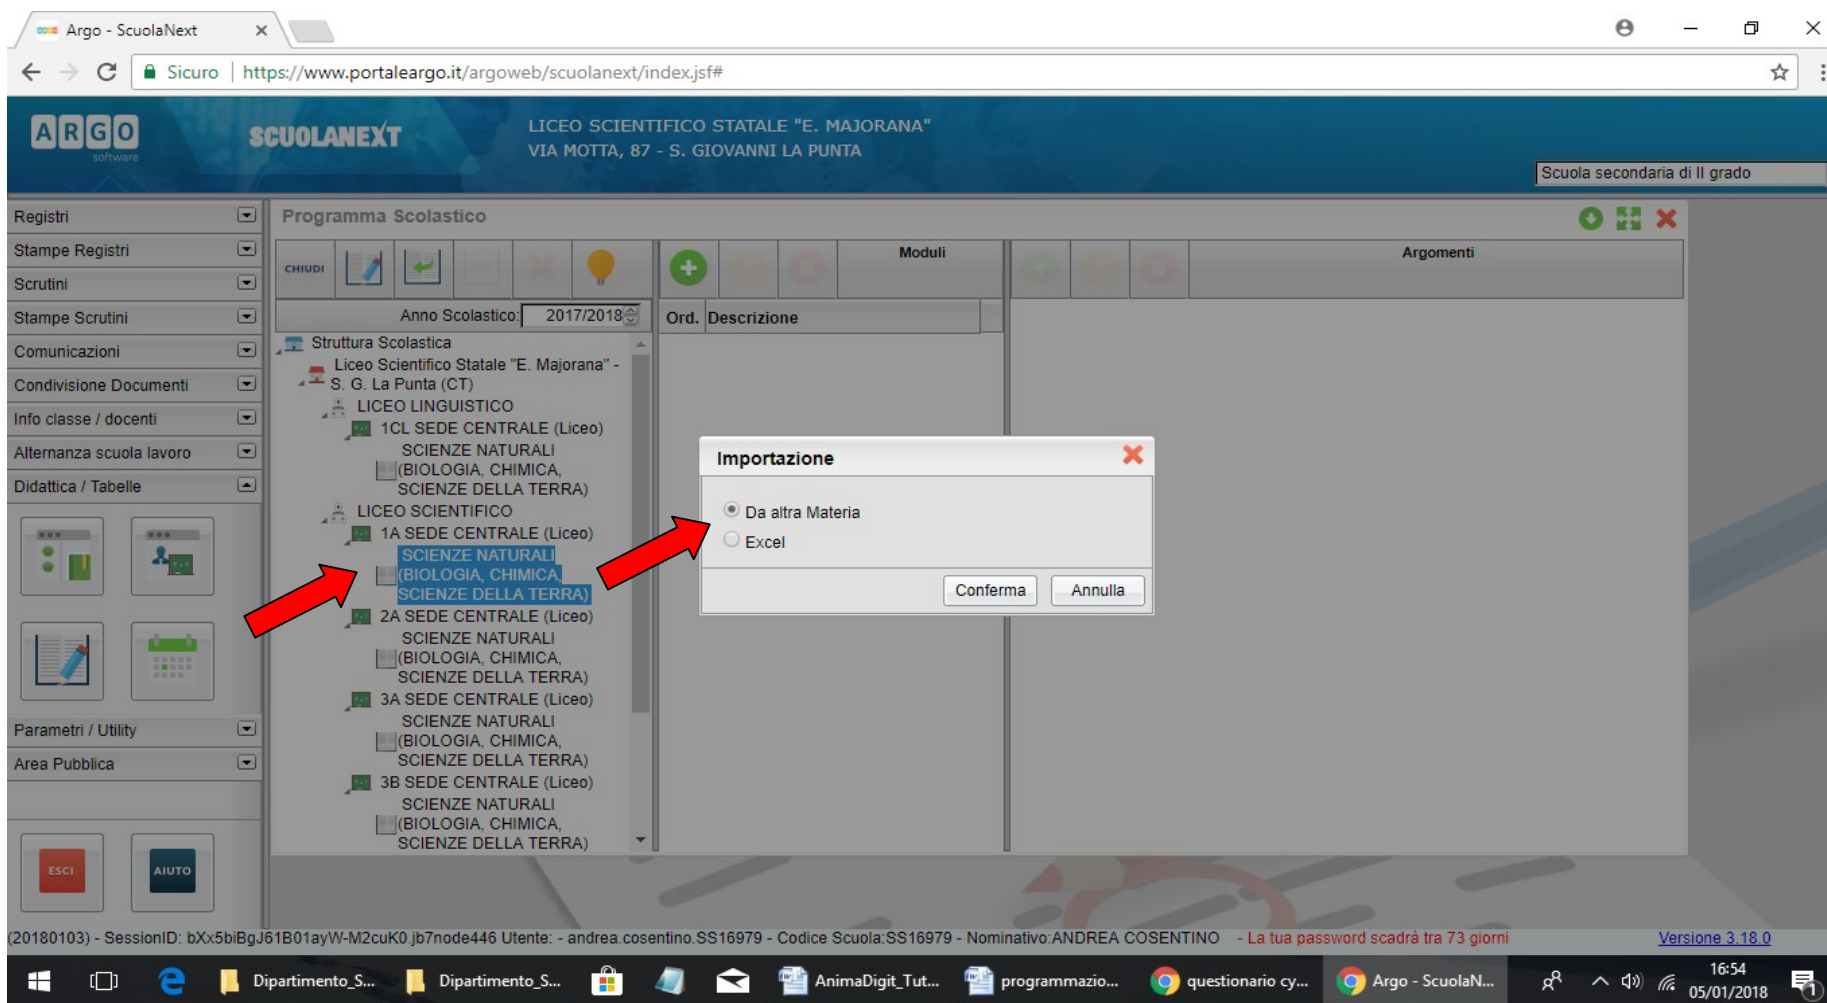 Argo - ScuolaNext
Sicuro | https://www.portaleargo.it/argoweb/scuolanext/index.jsf#
ARGO
software
SCUOLANEXT
LICEO SCIENTIFICO STATALE "E. MAJORANA"
VIA MOTTA, 87 - S. GIOVANNI LA PUNTA
Scuola secondaria di II grado
Registri
Stampe Registri
Scrutini
Stampe Scrutini
Comunicazioni
Condivisione Documenti
Info classe / docenti
Alternanza scuola lavoro
Didattica / Tabelle
Parametri / Utility
Area Pubblica
ESCI
AIUTO
Programma Scolastico
CHIUDI
Anno Scolastico: 2017/2018
Struttura Scolastica
Liceo Scientifico Statale "E. Majorana" -
S. G. La Punta (CT)
LICEO LINGUISTICO
1CL SEDE CENTRALE (Liceo)
SCIENZE NATURALI
(BIOLOGIA, CHIMICA,
SCIENZE DELLA TERRA)
LICEO SCIENTIFICO
1A SEDE CENTRALE (Liceo)
SCIENZE NATURALI
(BIOLOGIA, CHIMICA,
SCIENZE DELLA TERRA)
2A SEDE CENTRALE (Liceo)
SCIENZE NATURALI
(BIOLOGIA, CHIMICA,
SCIENZE DELLA TERRA)
3A SEDE CENTRALE (Liceo)
SCIENZE NATURALI
(BIOLOGIA, CHIMICA,
SCIENZE DELLA TERRA)
3B SEDE CENTRALE (Liceo)
SCIENZE NATURALI
(BIOLOGIA, CHIMICA,
SCIENZE DELLA TERRA)
Moduli
Ord. Descrizione
Argomenti
Importazione
Da altra Materia
Excel
Conferma Annulla
(20180103) - SessionID: bXx5biBgJ61B01ayW-M2cuK0.jb7node446 Utente: - andrea.cosentino.SS16979 - Codice Scuola:SS16979 - Nominativo:ANDREA COSENTINO - La tua password scadrà tra 73 giorni
Versione 3.18.0
Dipartimento_S... Dipartimento_S... AnimaDigit_Tut... programmazio... questionario cy... Argo - ScuolaN...
16:54
05/01/2018
1